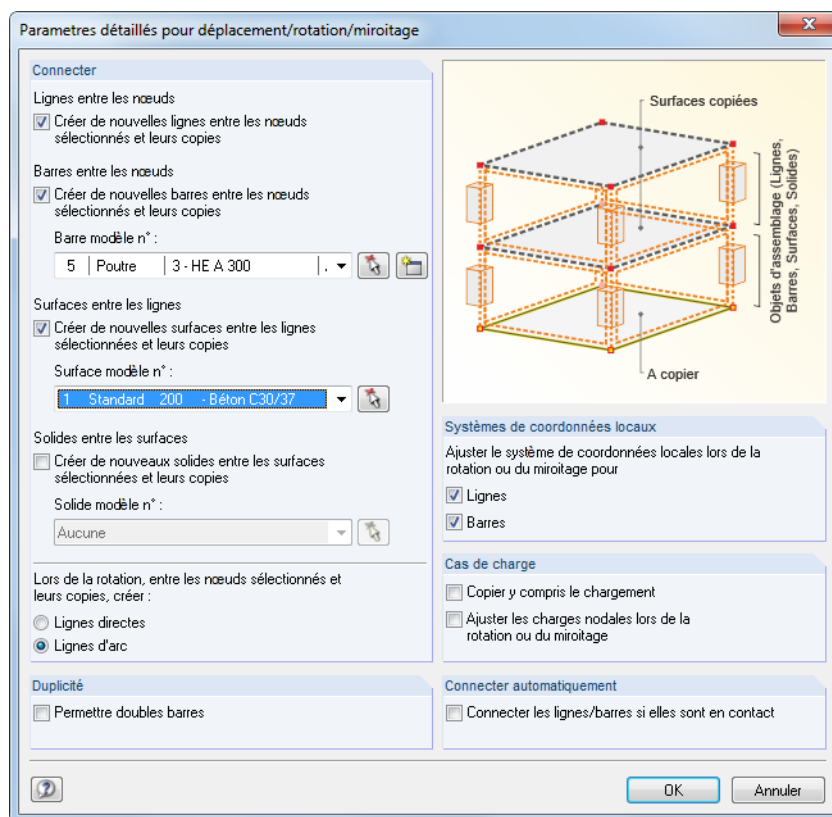 Parametres détaillés pour déplacement/rotation/miroitage
Connecter
Lignes entre les nœuds
Créer de nouvelles lignes entre les nœuds
sélectionnés et leurs copies
Barres entre les nœuds
Créer de nouvelles barres entre les nœuds
sélectionnés et leurs copies
Barre modèle n° :
5 | Poutre | 3 - HE A 300 | .
Surfaces entre les lignes
Créer de nouvelles surfaces entre les lignes
sélectionnées et leurs copies
Surface modèle n° :
1 Standard 200 - Béton C30/37
Solides entre les surfaces
Créer de nouveaux solides entre les surfaces
sélectionnées et leurs copies
Solide modèle n° :
Aucune
Lors de la rotation, entre les nœuds sélectionnés et
leurs copies, créer :
Lignes directes
Lignes d'arc
Duplicité
Permettre doubles barres
Surfaces copiées
Objets d'assemblage (Lignes,
Barres, Surfaces, Solides)
A copier
Systèmes de coordonnées locaux
Ajuster le système de coordonnées locales lors de la
rotation ou du miroitage pour
Lignes
Barres
Cas de charge
Copier y compris le chargement
Ajuster les charges nodales lors de la
rotation ou du miroitage
Connecter automatiquement
Connecter les lignes/barres si elles sont en contact
OK
Annuler